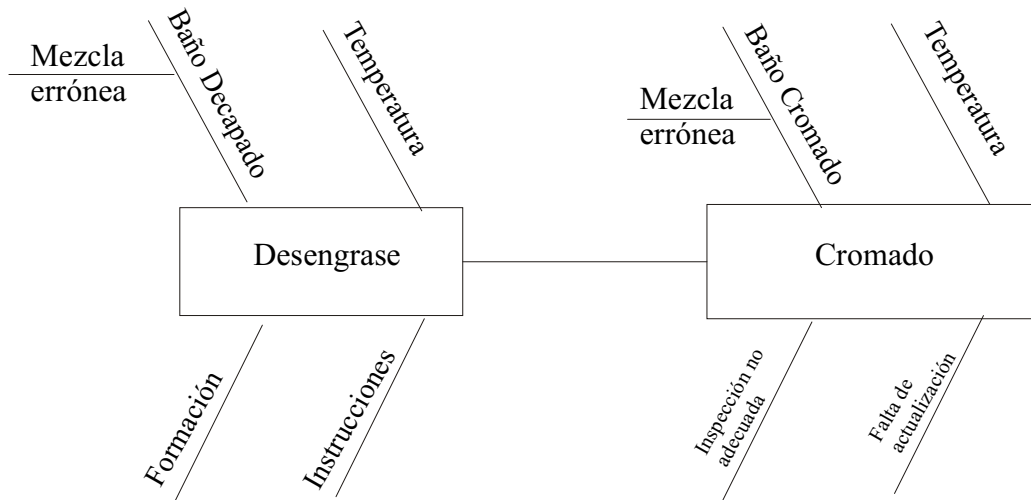 Mezcla
errónea
Baño Decapado
Temperatura
Mezcla
errónea
Baño Cromado
Temperatura
Desengrase
Cromado
Formación
Instrucciones
Inspección no
adecuada
Falta de
actualización